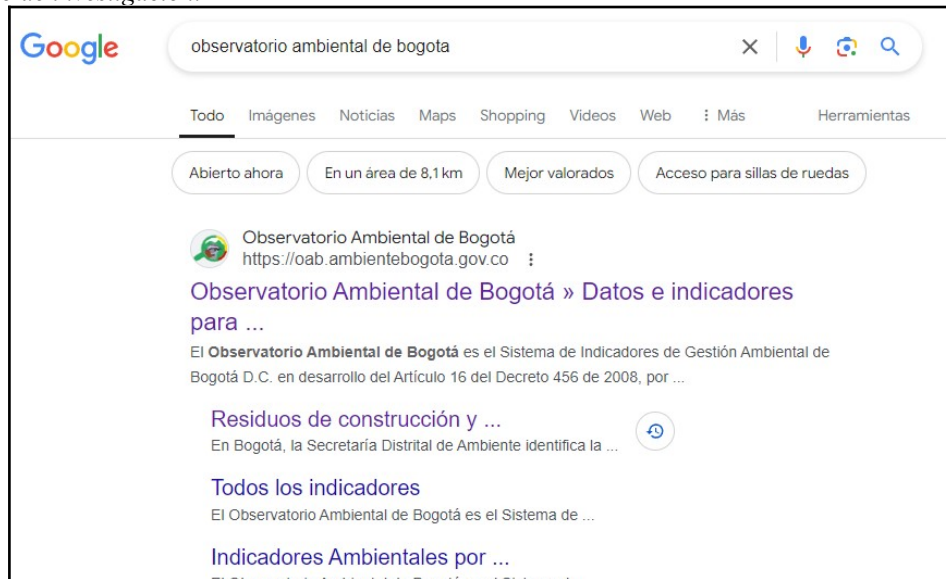 Google
observatorio ambiental de bogota
Todo Imágenes Noticias Maps Shopping Videos Web Más Herramientas
Abierto ahora En un área de 8,1 km Mejor valorados Acceso para sillas de ruedas
Observatorio Ambiental de Bogotá
https://oab.ambientebogota.gov.co
Observatorio Ambiental de Bogotá » Datos e indicadores
para ...
El Observatorio Ambiental de Bogotá es el Sistema de Indicadores de Gestión Ambiental de
Bogotá D.C. en desarrollo del Artículo 16 del Decreto 456 de 2008, por ...
Residuos de construcción y ...
En Bogotá, la Secretaría Distrital de Ambiente identifica la ...
Todos los indicadores
El Observatorio Ambiental de Bogotá es el Sistema de ...
Indicadores Ambientales por ...